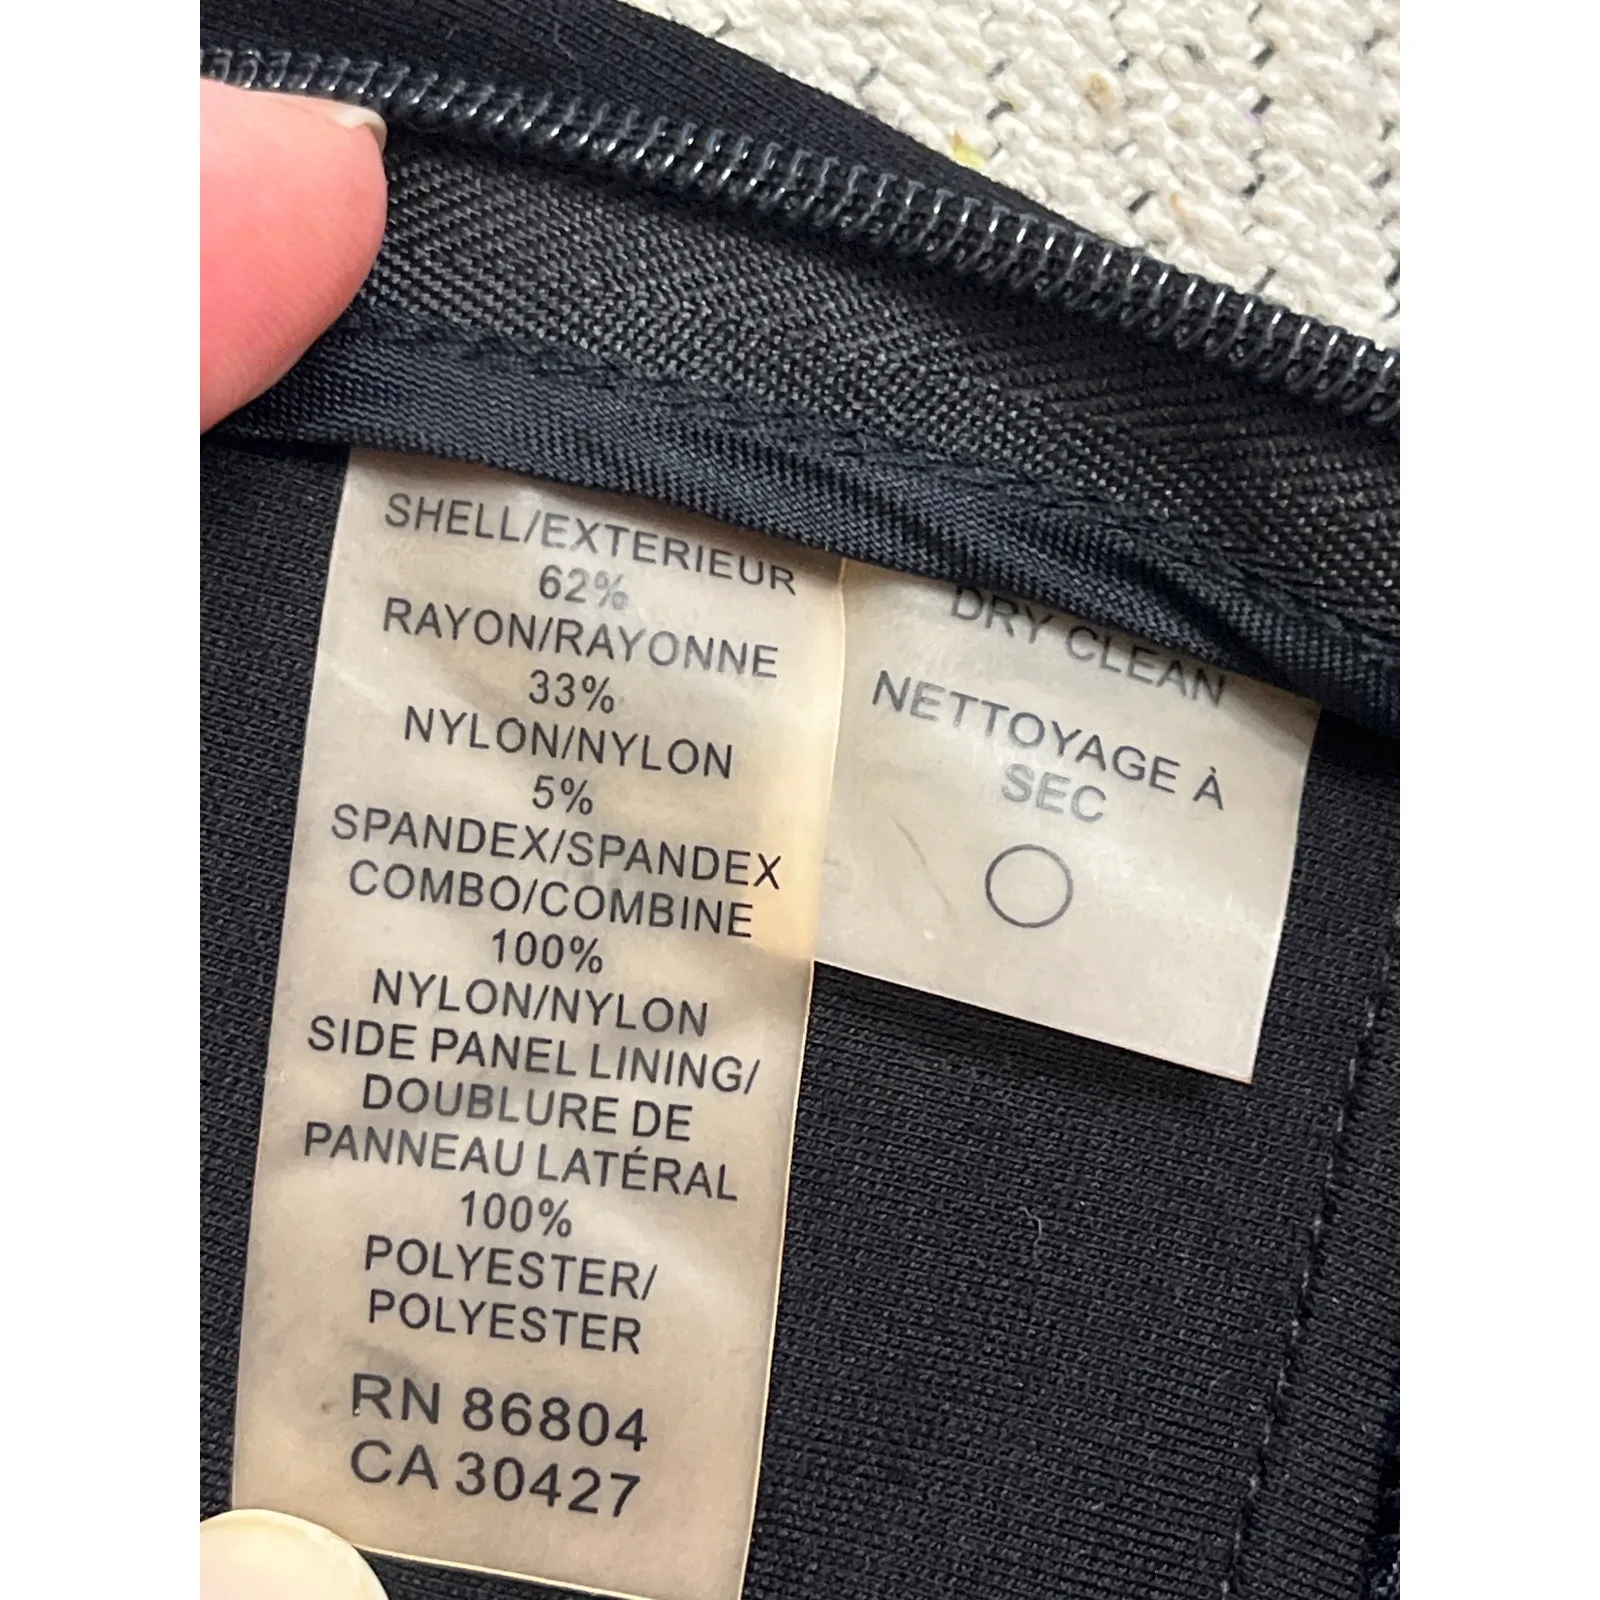 SHELL/EXTERIEUR
62%
RAYON/RAYONNE
33%
NYLON/NYLON
5%
SPANDEX/SPANDEX
COMBO/COMBINE
100%
NYLON/NYLON
SIDE PANEL LINING/
DOUBLURE DE
PANNEAU LATÉRAL
100%
POLYESTER/
POLYESTER
RN 86804
CA 30427
DRY CLEAN
NETTOYAGE À
SEC